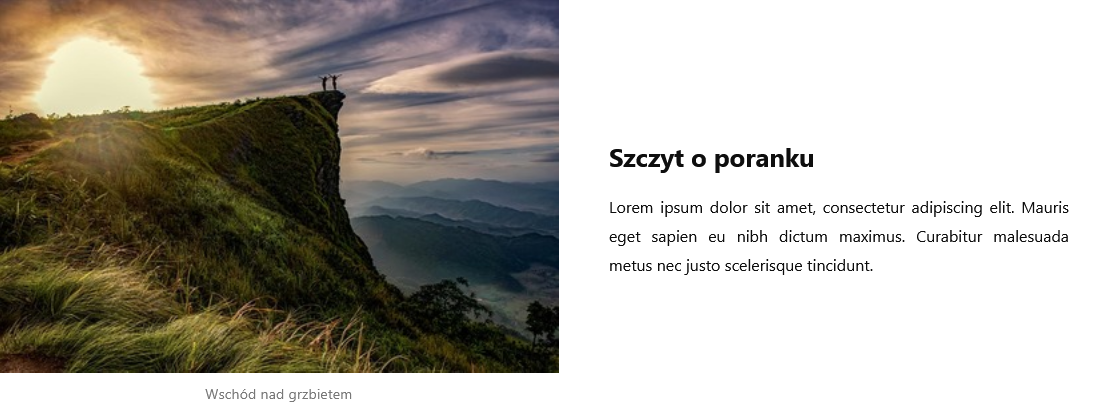 Szczyt o poranku
Lorem ipsum dolor sit amet, consectetur adipiscing elit. Mauris
eget sapien eu nibh dictum maximus. Curabitur malesuada
metus nec justo scelerisque tincidunt.
Wschód nad grzbietem